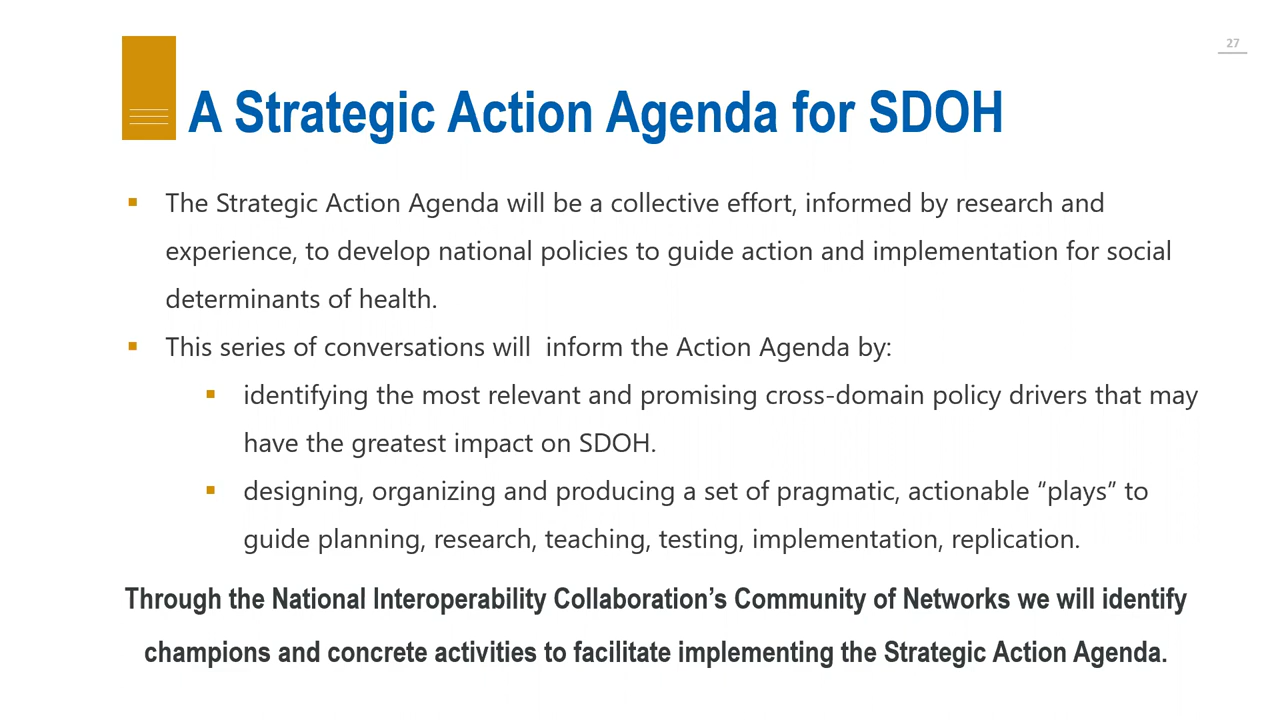 27
A Strategic Action Agenda for SDOH
▪ The Strategic Action Agenda will be a collective effort, informed by research and
experience, to develop national policies to guide action and implementation for social
determinants of health.
▪ This series of conversations will  inform the Action Agenda by:
▪ identifying the most relevant and promising cross-domain policy drivers that may
have the greatest impact on SDOH.
▪ designing, organizing and producing a set of pragmatic, actionable “plays” to
guide planning, research, teaching, testing, implementation, replication.
Through the National Interoperability Collaboration’s Community of Networks we will identify
champions and concrete activities to facilitate implementing the Strategic Action Agenda.